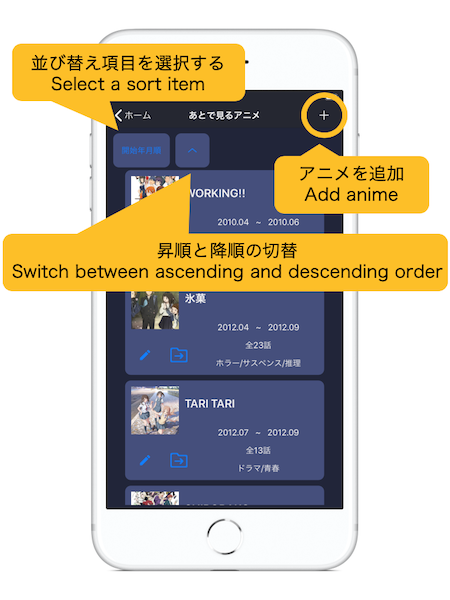 並び替え項目を選択する
Select a sort item
ホーム
あとで見るアニメ
+
開始年月順
アニメを追加
Add anime
WORKING!!
2010.04 ~ 2010.06
昇順と降順の切替
Switch between ascending and descending order
氷菓
2012.04 ~ 2012.09
全23話
ホラー/サスペンス/推理
TARI TARI
2012.07 ~ 2012.09
全13話
ドラマ/青春